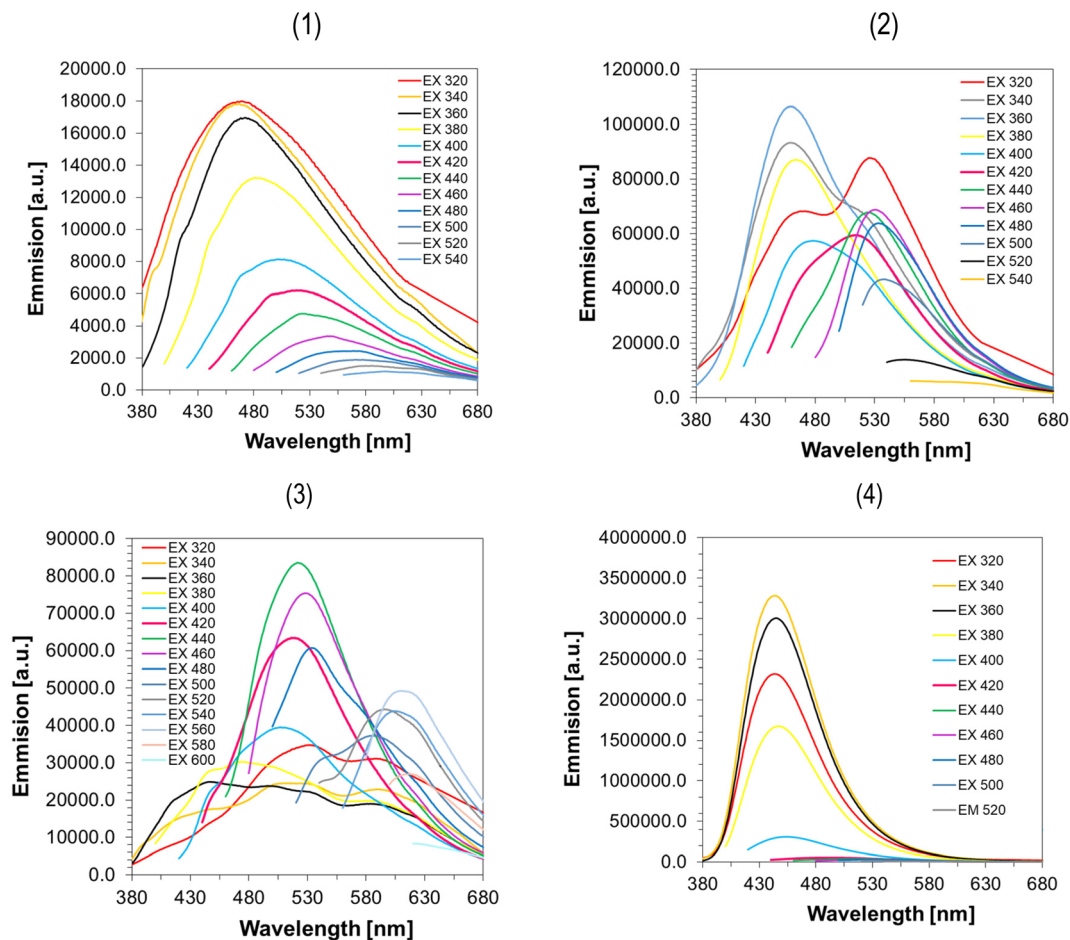 (1)
20000.0
18000.0
16000.0
14000.0
12000.0
10000.0
8000.0
6000.0
4000.0
2000.0
0.0
Emmision [a.u.]
380 430 480 530 580 630 680
Wavelength [nm]
EX 320
EX 340
EX 360
EX 380
EX 400
EX 420
EX 440
EX 460
EX 480
EX 500
EX 520
EX 540
(2)
120000.0
100000.0
80000.0
60000.0
40000.0
20000.0
0.0
Emmision [a.u.]
380 430 480 530 580 630 680
Wavelength [nm]
EX 320
EX 340
EX 360
EX 380
EX 400
EX 420
EX 440
EX 460
EX 480
EX 500
EX 520
EX 540
(3)
90000.0
80000.0
70000.0
60000.0
50000.0
40000.0
30000.0
20000.0
10000.0
0.0
Emmision [a.u.]
380 430 480 530 580 630 680
Wavelength [nm]
EX 320
EX 340
EX 360
EX 380
EX 400
EX 420
EX 440
EX 460
EX 480
EX 500
EX 520
EX 540
EX 560
EX 580
EX 600
(4)
4000000.0
3500000.0
3000000.0
2500000.0
2000000.0
1500000.0
1000000.0
500000.0
0.0
Emmision [a.u.]
380 430 480 530 580 630 680
Wavelength [nm]
EX 320
EX 340
EX 360
EX 380
EX 400
EX 420
EX 440
EX 460
EX 480
EX 500
EM 520